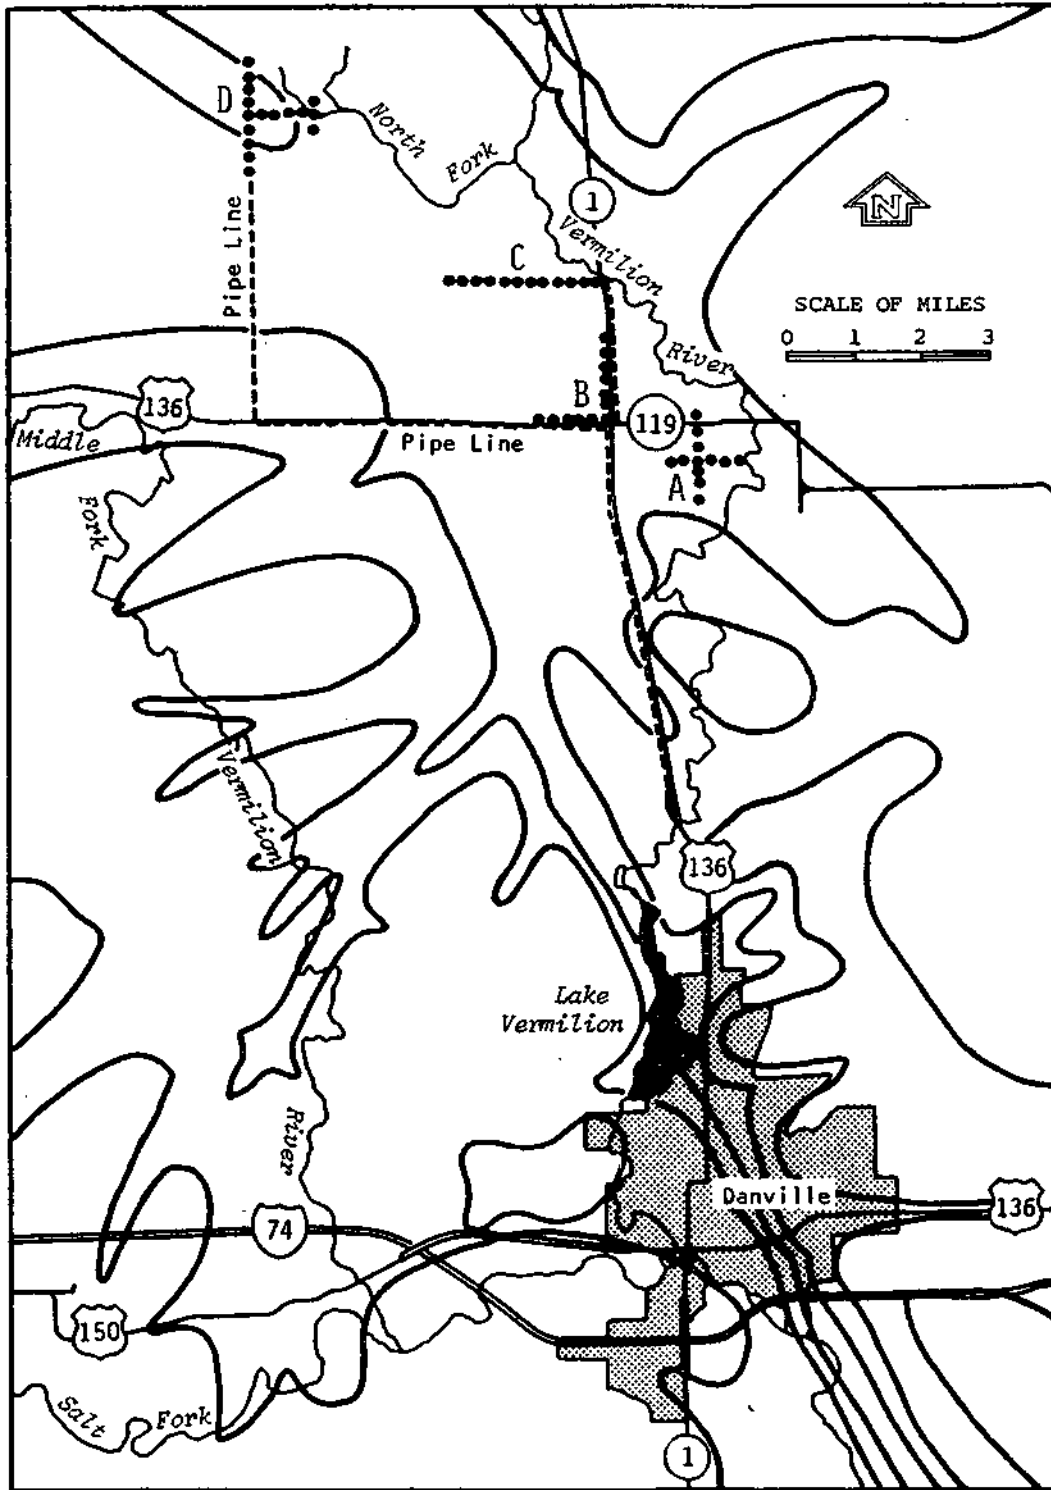 D
North
Fork
1
N
Pipe Line
C
Vermilion
SCALE OF MILES
0 1 2 3
River
136
B
119
Middle
Pipe Line
A
Fork
Vermilion
136
Lake
Vermilion
River
Danville
136
74
150
Salt
Fork
1